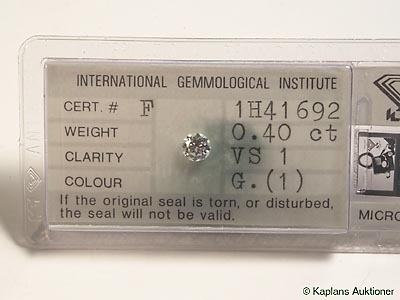 INTERNATIONAL GEMMOLOGICAL INSTITUTE
CERT. # F 1H41692
WEIGHT 0.40 ct
CLARITY VS 1
COLOUR G.(1)
If the original seal is torn, or disturbed,
the seal will not be valid.
MICRO
© Kaplans Auktioner